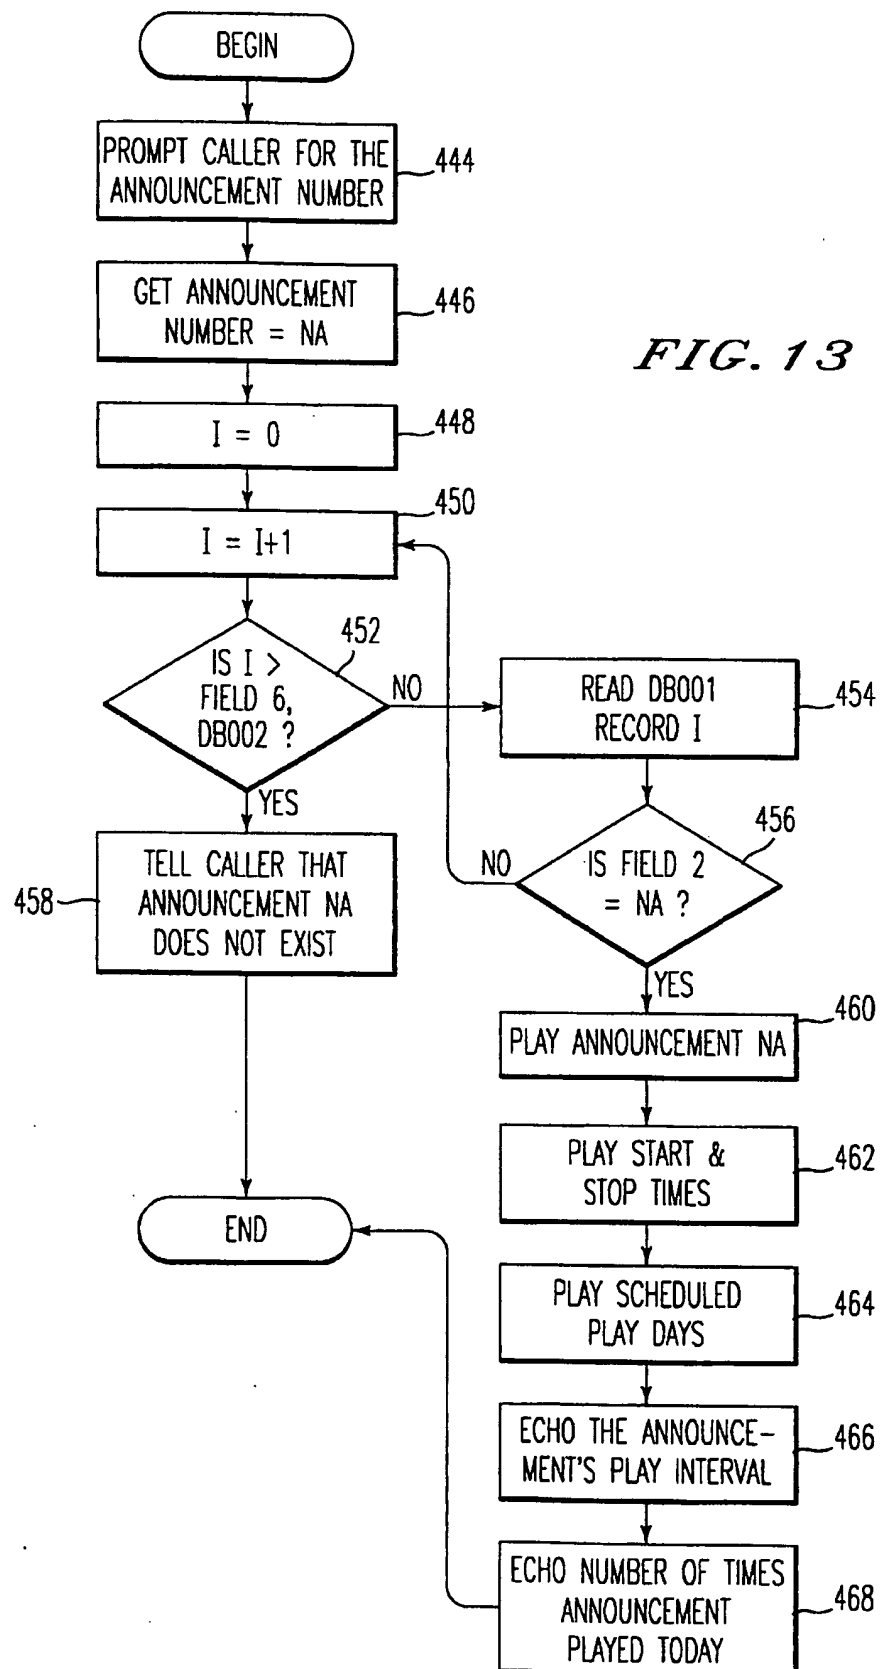 BEGIN
PROMPT CALLER FOR THE
ANNOUNCEMENT NUMBER
444
GET ANNOUNCEMENT
NUMBER = NA
446
FIG. 13
I = 0
448
I = I+1
450
IS I >
FIELD 6,
DB002 ?
452
NO
YES
READ DB001
RECORD I
454
IS FIELD 2
= NA ?
456
NO
YES
TELL CALLER THAT
ANNOUNCEMENT NA
DOES NOT EXIST
458
PLAY ANNOUNCEMENT NA
460
PLAY START &
STOP TIMES
462
END
PLAY SCHEDULED
PLAY DAYS
464
ECHO THE ANNOUNCE-
MENT'S PLAY INTERVAL
466
ECHO NUMBER OF TIMES
ANNOUNCEMENT
PLAYED TODAY
468